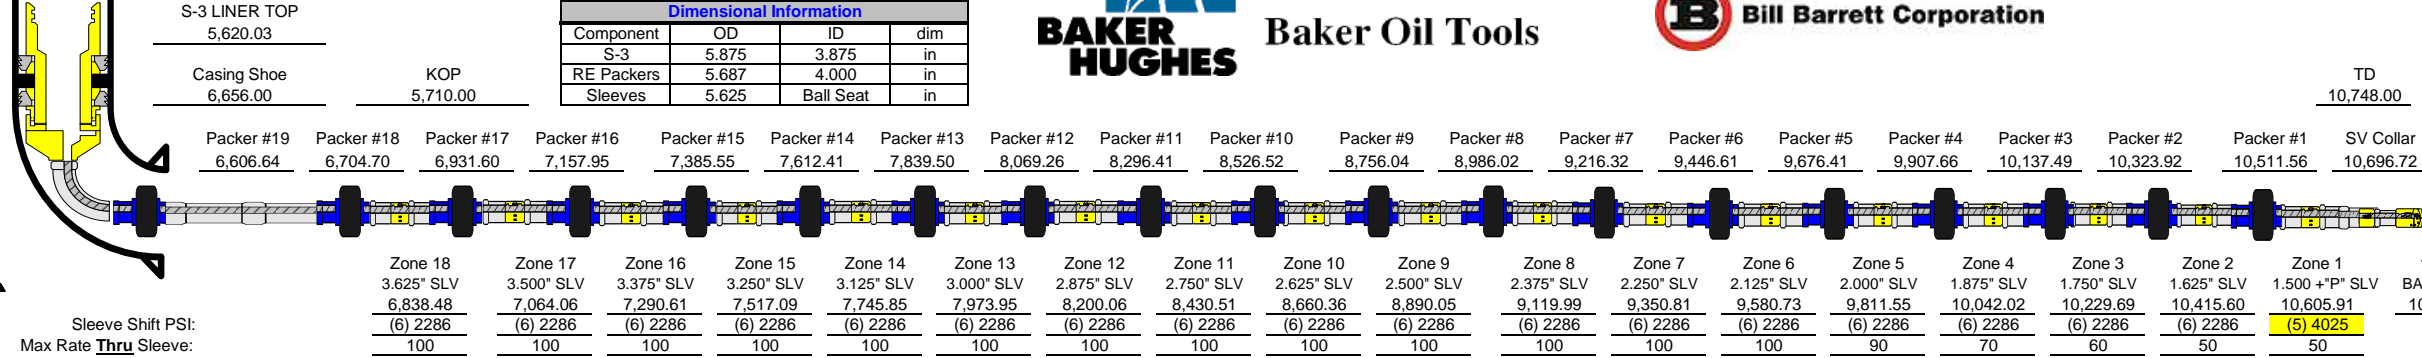 S-3 LINER TOP
5,620.03
Casing Shoe
6,656.00
KOP
5,710.00
Dimensional Information
Component OD ID dim
S-3 5.875 3.875 in
RE Packers 5.687 4.000 in
Sleeves 5.625 Ball Seat in
BAKER
HUGHES
Baker Oil Tools
B
Bill Barrett Corporation
TD
10,748.00
Packer #19 Packer #18 Packer #17 Packer #16 Packer #15 Packer #14 Packer #13 Packer #12 Packer #11 Packer #10 Packer #9 Packer #8 Packer #7 Packer #6 Packer #5 Packer #4 Packer #3 Packer #2 Packer #1 SV Collar
6,606.64 6,704.70 6,931.60 7,157.95 7,385.55 7,612.41 7,839.50 8,069.26 8,296.41 8,526.52 8,756.04 8,986.02 9,216.32 9,446.61 9,676.41 9,907.66 10,137.49 10,323.92 10,511.56 10,696.72
Zone 18 Zone 17 Zone 16 Zone 15 Zone 14 Zone 13 Zone 12 Zone 11 Zone 10 Zone 9 Zone 8 Zone 7 Zone 6 Zone 5 Zone 4 Zone 3 Zone 2 Zone 1
3.625" SLV 3.500" SLV 3.375" SLV 3.250" SLV 3.125" SLV 3.000" SLV 2.875" SLV 2.750" SLV 2.625" SLV 2.500" SLV 2.375" SLV 2.250" SLV 2.125" SLV 2.000" SLV 1.875" SLV 1.750" SLV 1.625" SLV 1.500 +"P" SLV BA
6,838.48 7,064.06 7,290.61 7,517.09 7,745.85 7,973.95 8,200.06 8,430.51 8,660.36 8,890.05 9,119.99 9,350.81 9,580.73 9,811.55 10,042.02 10,229.69 10,415.60 10,605.91 10
Sleeve Shift PSI: (6) 2286 (6) 2286 (6) 2286 (6) 2286 (6) 2286 (6) 2286 (6) 2286 (6) 2286 (6) 2286 (6) 2286 (6) 2286 (6) 2286 (6) 2286 (6) 2286 (6) 2286 (6) 2286 (6) 2286 (5) 4025
Max Rate Thru Sleeve: 100 100 100 100 100 100 100 100 100 100 100 100 100 90 70 60 50 50